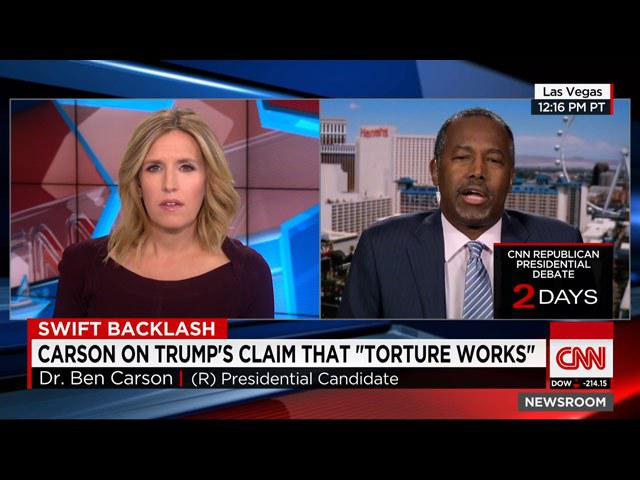 Las Vegas
12:16 PM PT
Harrah's
CNN REPUBLICAN
PRESIDENTIAL
DEBATE
2 DAYS
SWIFT BACKLASH
CARSON ON TRUMP'S CLAIM THAT "TORTURE WORKS"
CNN
Dr. Ben Carson | (R) Presidential Candidate
DOW -214.15
NEWSROOM